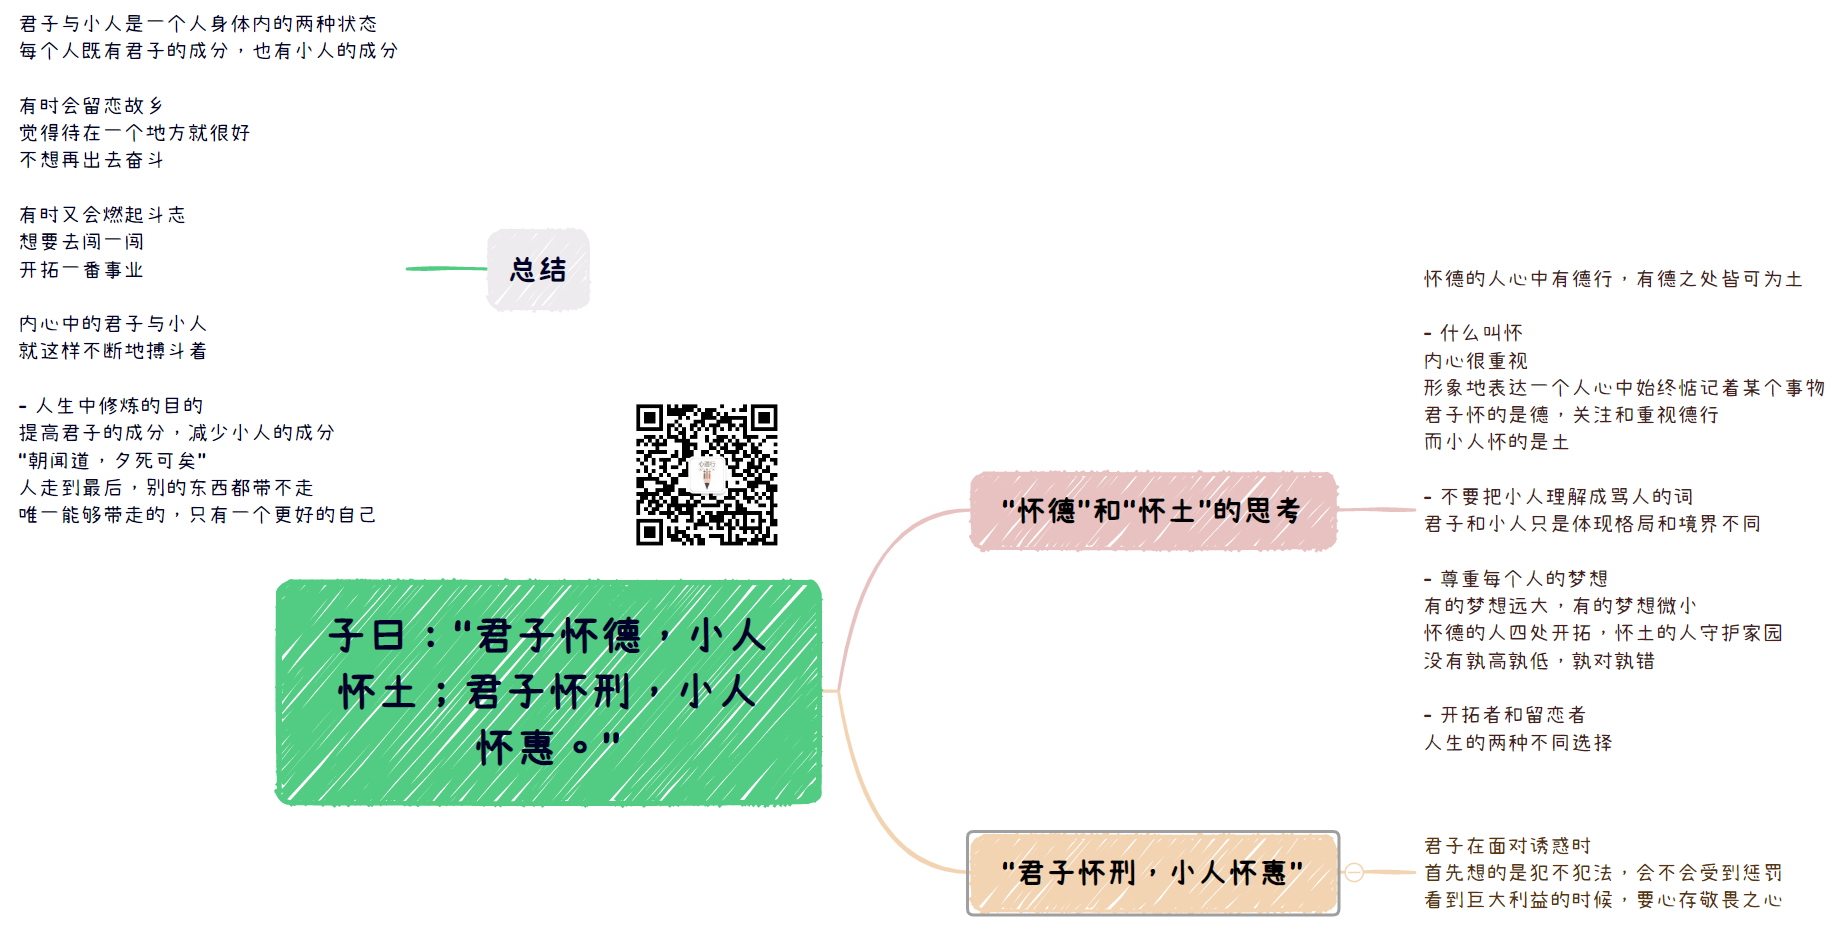 君子与小人是一个人身体内的两种状态
每个人既有君子的成分，也有小人的成分
有时会留恋故乡
觉得待在一个地方就很好
不想再出去奋斗
有时又会燃起斗志
想要去闯一闯
开拓一番事业
内心中的君子与小人
就这样不断地搏斗着
- 人生中修炼的目的
提高君子的成分，减少小人的成分
"朝闻道，夕死可矣"
人走到最后，别的东西都带不走
唯一能够带走的，只有一个更好的自己
总结
子曰："君子怀德，小人
怀土；君子怀刑，小人
怀惠。"
"怀德"和"怀土"的思考
怀德的人心中有德行，有德之处皆可为土
- 什么叫怀
内心很重视
形象地表达一个人心中始终惦记着某个事物
君子怀的是德，关注和重视德行
而小人怀的是土
- 不要把小人理解成骂人的词
君子和小人只是体现格局和境界不同
- 尊重每个人的梦想
有的梦想远大，有的梦想微小
怀德的人四处开拓，怀土的人守护家园
没有孰高孰低，孰对孰错
- 开拓者和留恋者
人生的两种不同选择
"君子怀刑，小人怀惠"
君子在面对诱惑时
首先想的是犯不犯法，会不会受到惩罚
看到巨大利益的时候，要心存敬畏之心